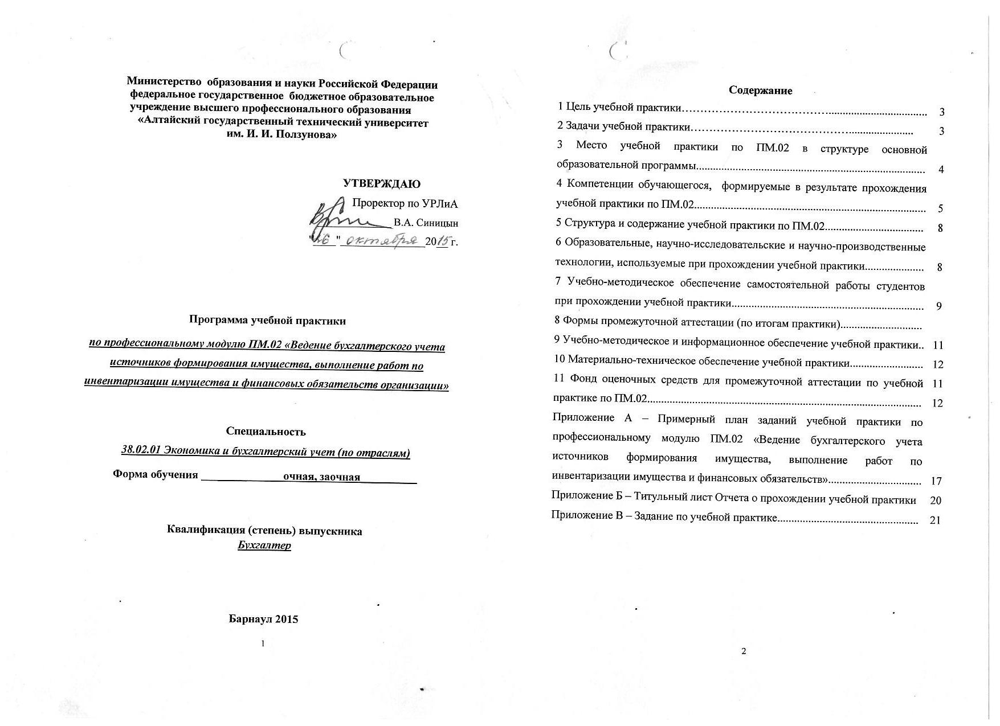 Министерство образования и науки Российской Федерации
федеральное государственное бюджетное образовательное
учреждение высшего профессионального образования
«Алтайский государственный технический университет
им. И. И. Ползунова»
УТВЕРЖДАЮ
Проректор по УРЛиА
В.А. Синицын
"16" октября 2015 г.
Программа учебной практики
по профессиональному модулю ПМ.02 «Ведение бухгалтерского учета
источников формирования имущества, выполнение работ по
инвентаризации имущества и финансовых обязательств организации»
Специальность
38.02.01 Экономика и бухгалтерский учет (по отраслям)
Форма обучения очная, заочная
Квалификация (степень) выпускника
Бухгалтер
Барнаул 2015
1
Содержание
1 Цель учебной практики........ 3
2 Задачи учебной практики........ 3
3 Место учебной практики по ПМ.02 в структуре основной
образовательной программы........ 4
4 Компетенции обучающегося, формируемые в результате прохождения
учебной практики по ПМ.02........ 5
5 Структура и содержание учебной практики по ПМ.02........ 8
6 Образовательные, научно-исследовательские и научно-производственные
технологии, используемые при прохождении учебной практики........ 8
7 Учебно-методическое обеспечение самостоятельной работы студентов
при прохождении учебной практики........ 9
8 Формы промежуточной аттестации (по итогам практики)........
9 Учебно-методическое и информационное обеспечение учебной практики.. 11
10 Материально-техническое обеспечение учебной практики........ 12
11 Фонд оценочных средств для промежуточной аттестации по учебной 11
практике по ПМ.02........ 12
Приложение А – Примерный план заданий учебной практики по
профессиональному модулю ПМ.02 «Ведение бухгалтерского учета
источников формирования имущества, выполнение работ по
инвентаризации имущества и финансовых обязательств»........ 17
Приложение Б – Титульный лист Отчета о прохождении учебной практики 20
Приложение В – Задание по учебной практике........ 21
2